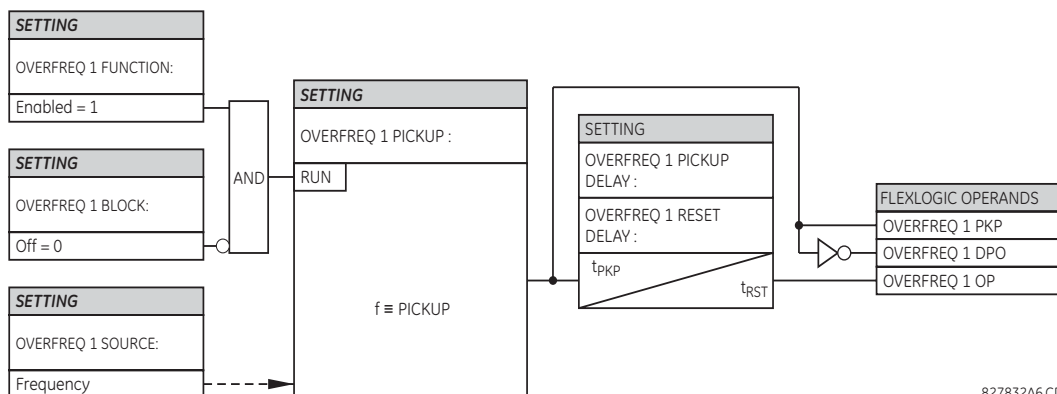 SETTING
OVERFREQ 1 FUNCTION:
Enabled = 1
SETTING
OVERFREQ 1 BLOCK:
Off = 0
SETTING
OVERFREQ 1 SOURCE:
Frequency
AND
SETTING
OVERFREQ 1 PICKUP :
RUN
f ≡ PICKUP
SETTING
OVERFREQ 1 PICKUP
DELAY :
OVERFREQ 1 RESET
DELAY :
tPKP
tRST
FLEXLOGIC OPERANDS
OVERFREQ 1 PKP
OVERFREQ 1 DPO
OVERFREQ 1 OP